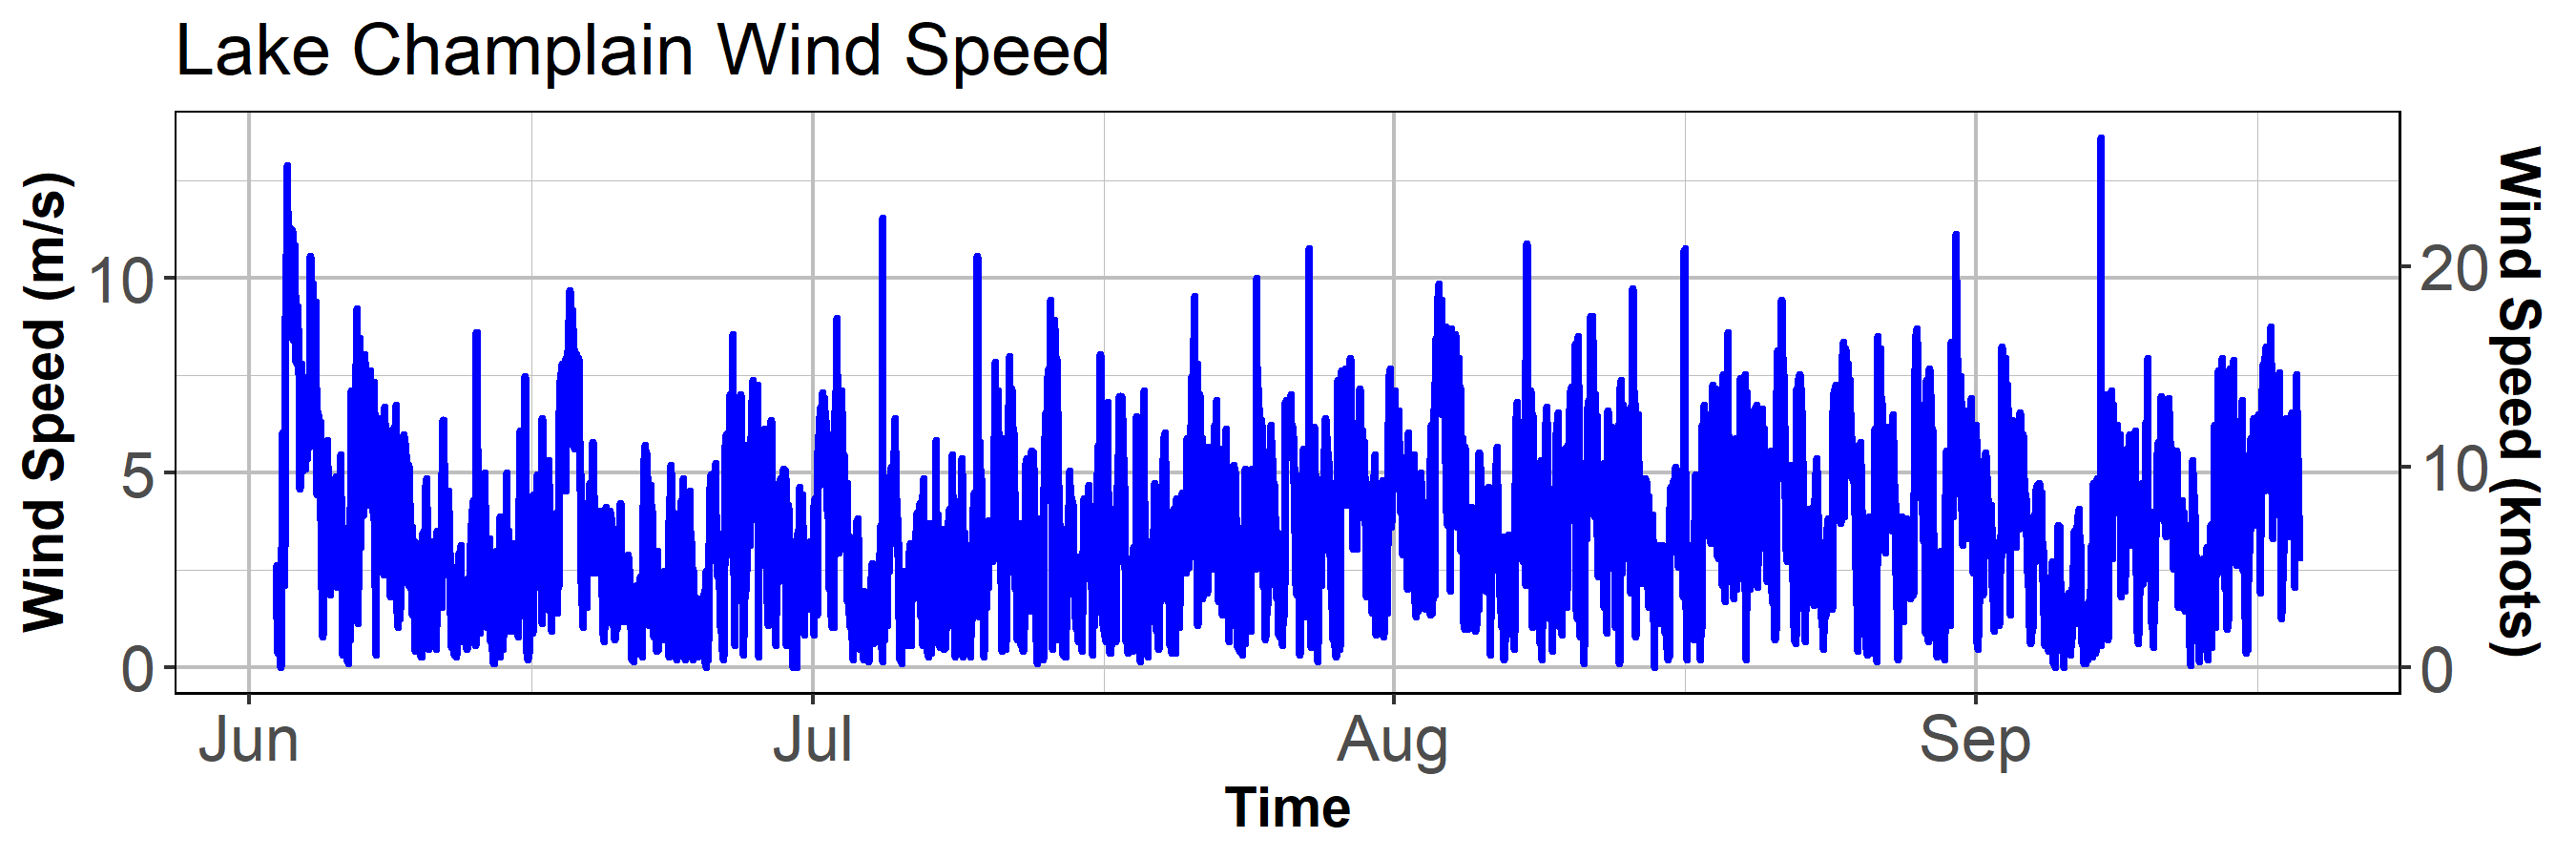 Lake Champlain Wind Speed
Wind Speed (m/s)
10
5
0
20
10
0
Wind Speed (knots)
Jun Jul Aug Sep
Time